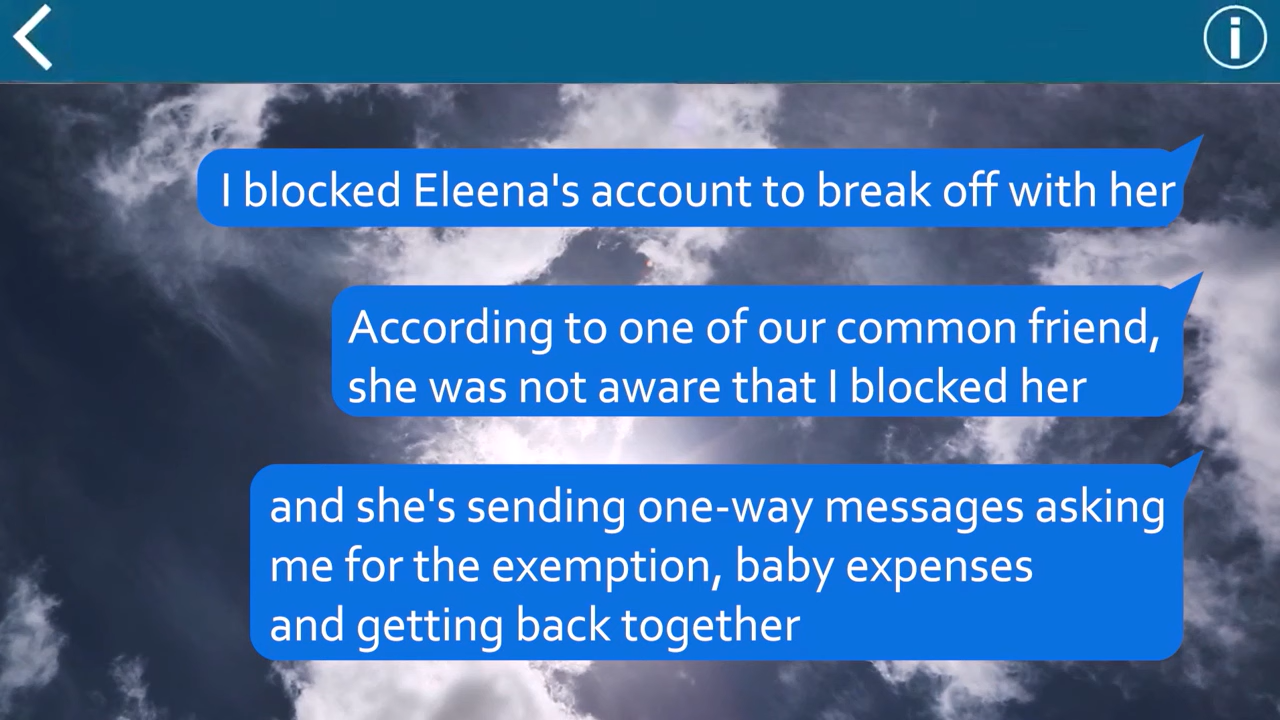 I blocked Eleena's account to break off with her
According to one of our common friend,
she was not aware that I blocked her
and she's sending one-way messages asking
me for the exemption, baby expenses
and getting back together